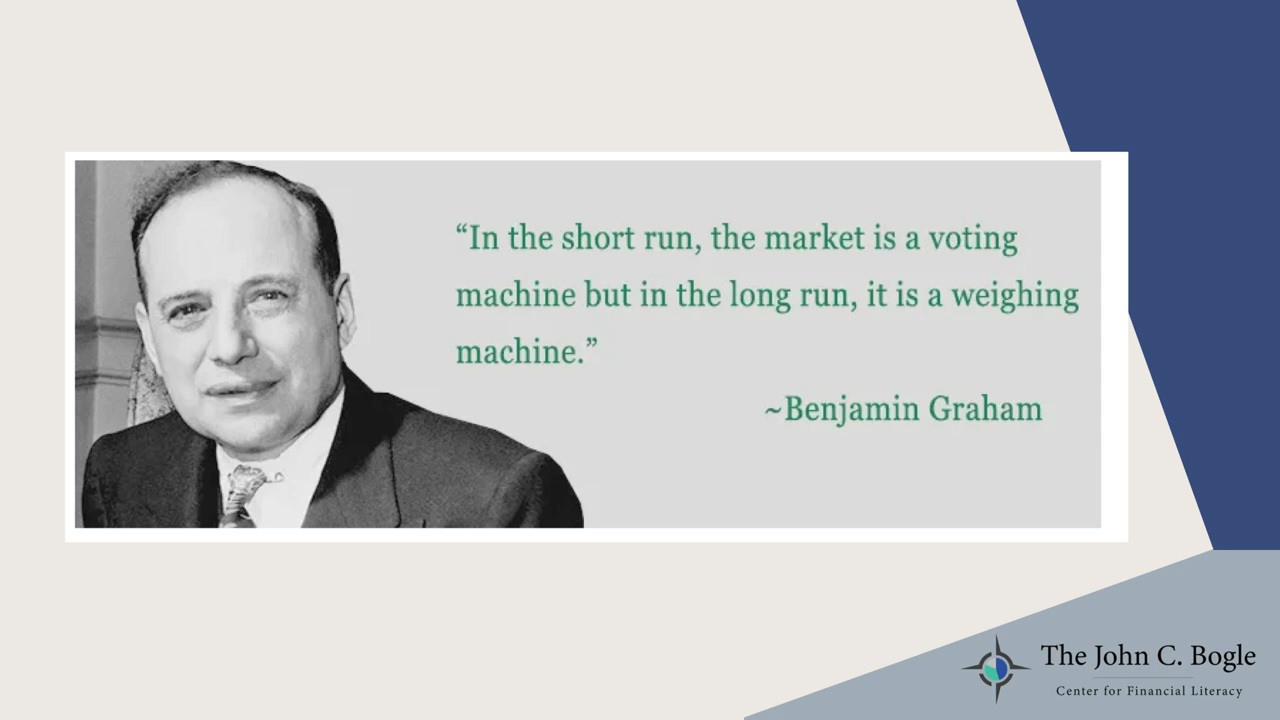 “In the short run, the market is a voting
machine but in the long run, it is a weighing
machine.”
~Benjamin Graham
The John C. Bogle
Center for Financial Literacy